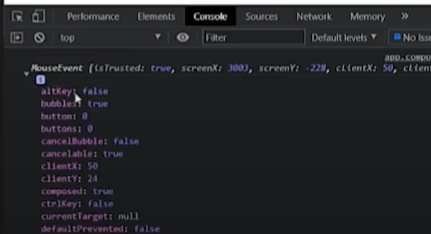 Performance Elements Console Sources Network Memory »
top Filter Default levels No Iss
app.compo
MouseEvent {isTrusted: true, screenX: 3003, screenY: -228, clientX: 50, clien
altKey: false
bubbles: true
button: 0
buttons: 0
cancelBubble: false
cancelable: true
clientX: 50
clientY: 24
composed: true
ctrlKey: false
currentTarget: null
defaultPrevented: false